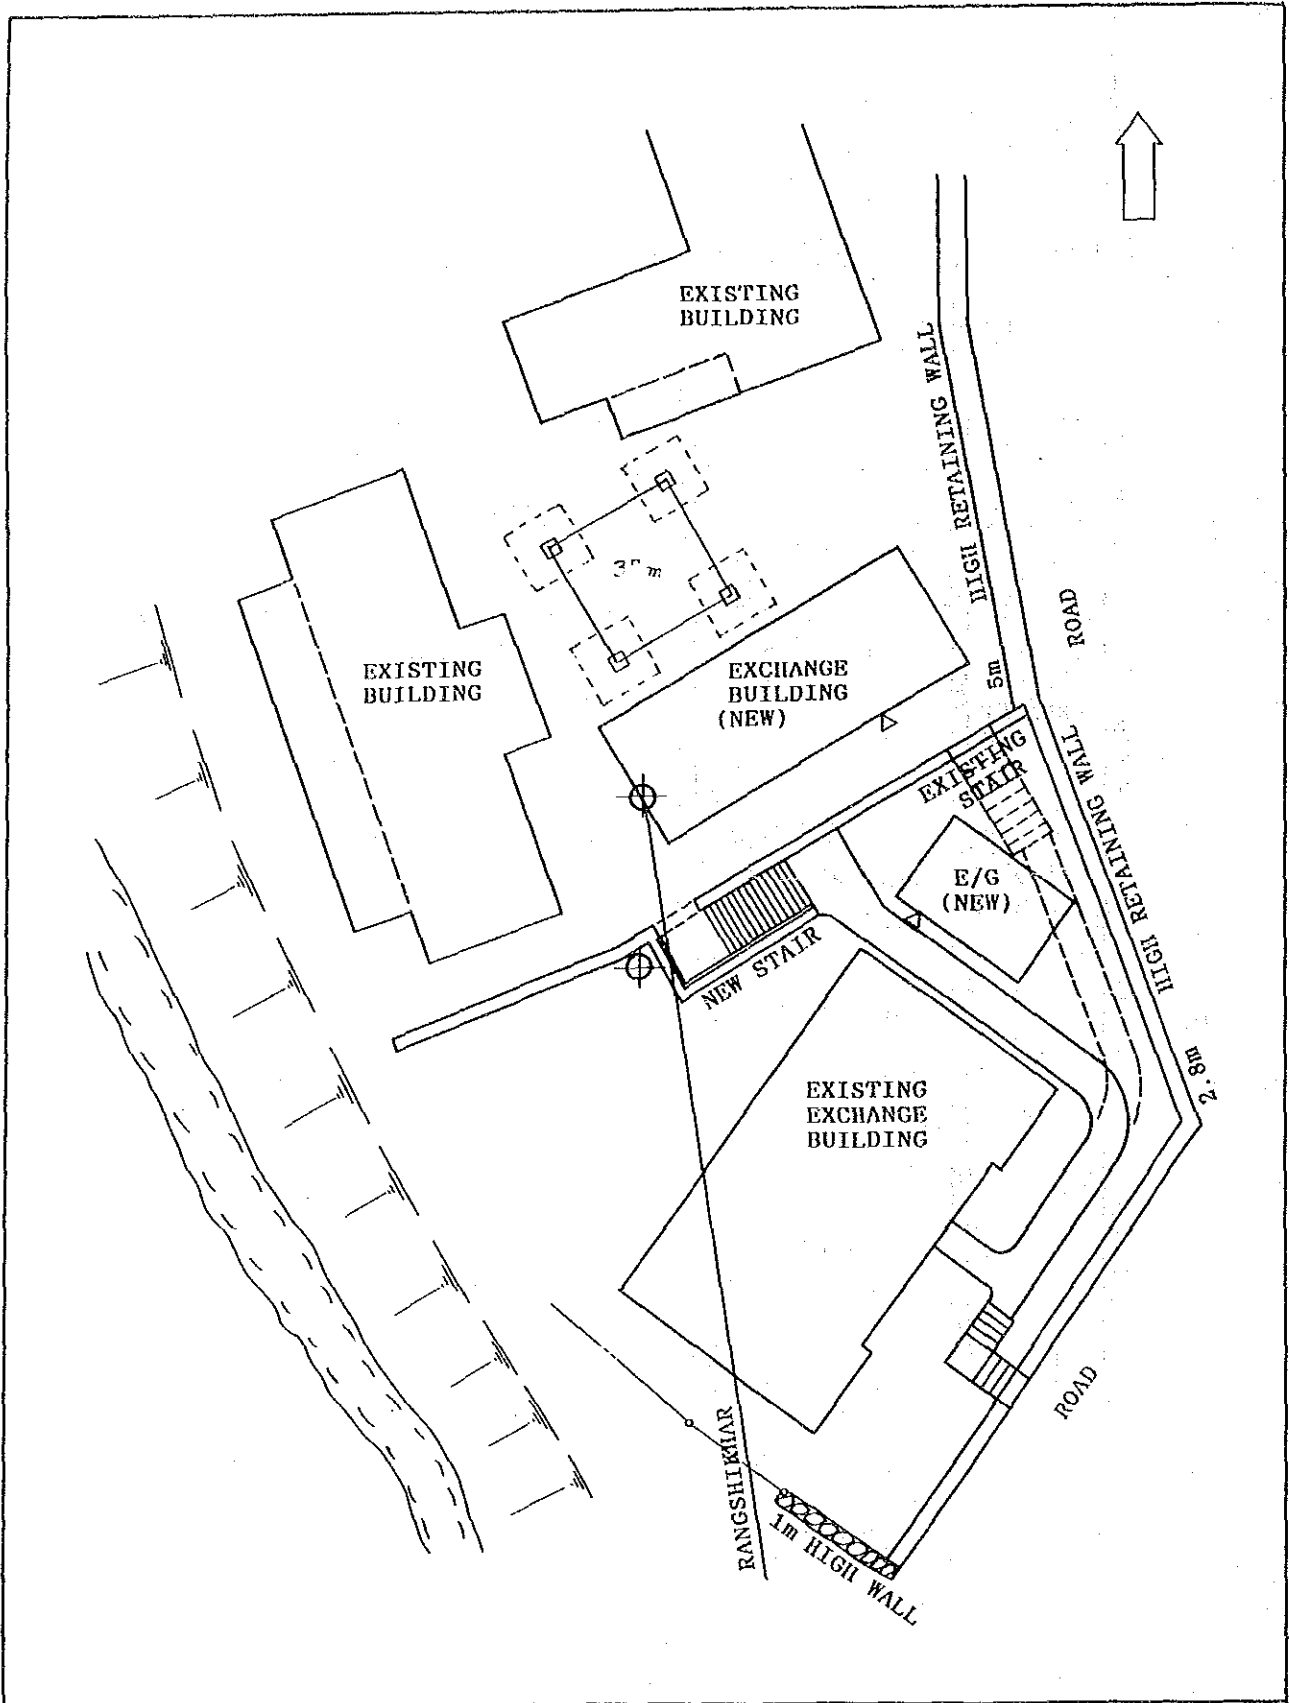 EXISTING
BUILDING
HIGH RETAINING WALL
EXISTING
BUILDING
EXCHANGE
BUILDING
(NEW)
ROAD
5m
EXISTING
STAIR
HIGH RETAINING WALL
E/G
(NEW)
NEW STAIR
2.8m
EXISTING
EXCHANGE
BUILDING
ROAD
RANGSHIKHAR
1m HIGH WALL